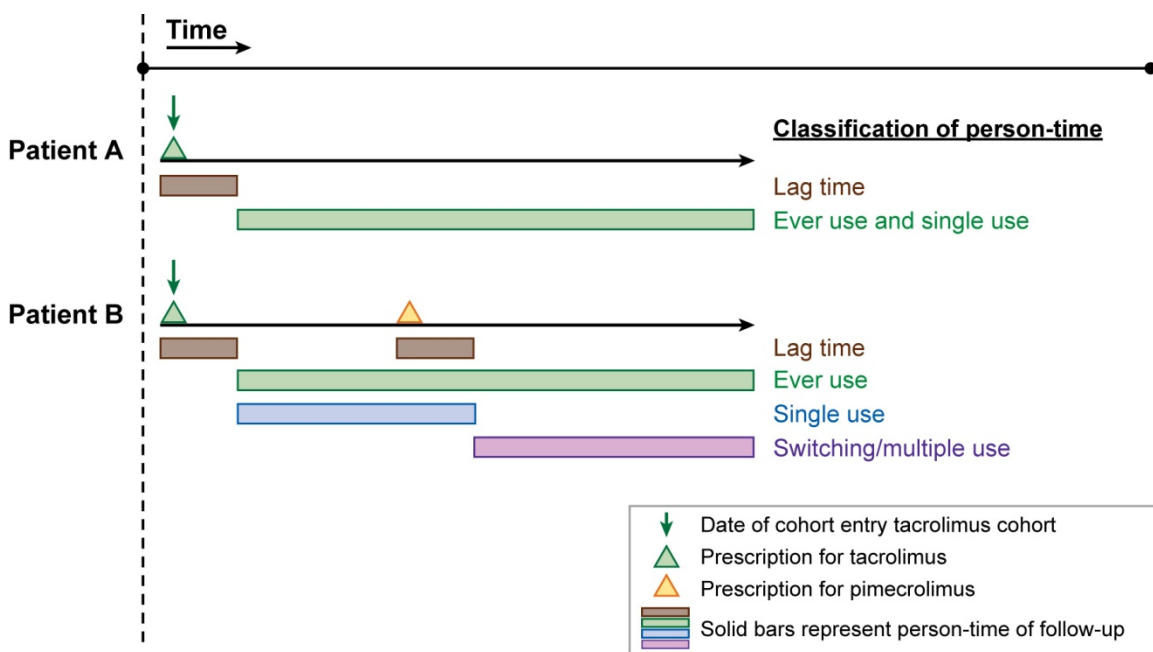 Time
Classification of person-time
Patient A
Lag time
Ever use and single use
Patient B
Lag time
Ever use
Single use
Switching/multiple use
Date of cohort entry tacrolimus cohort
Prescription for tacrolimus
Prescription for pimecrolimus
Solid bars represent person-time of follow-up